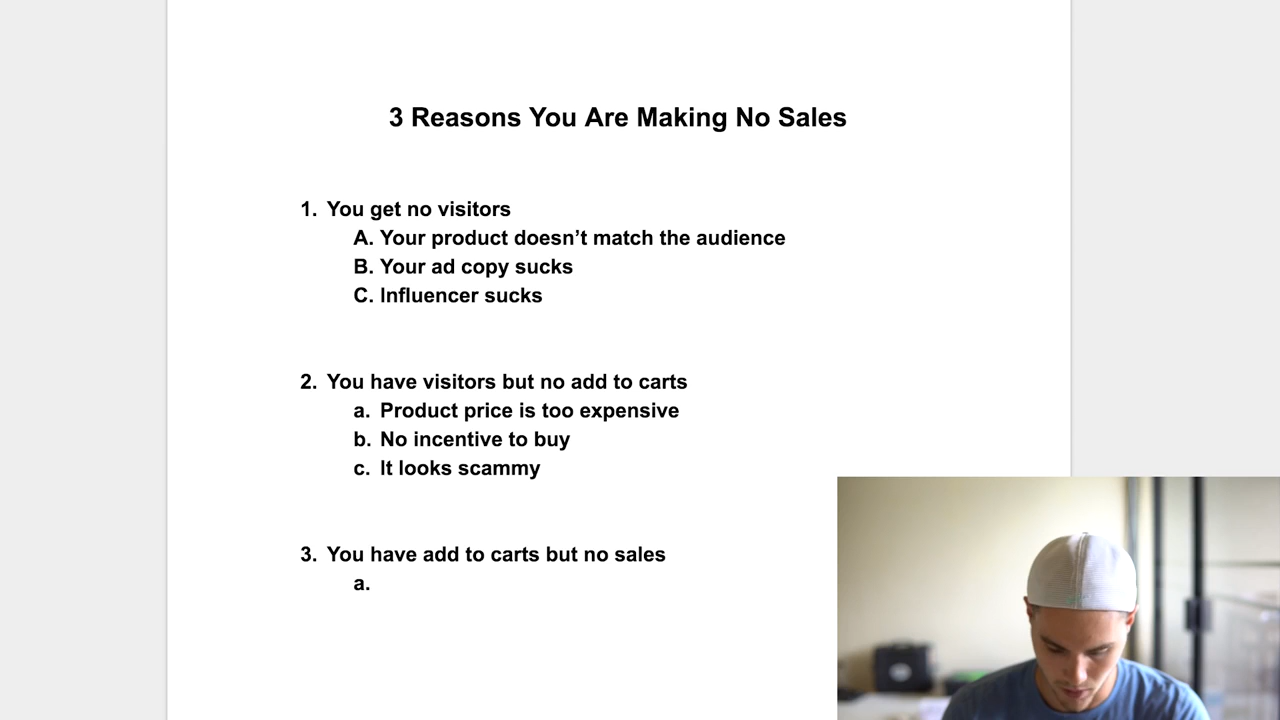 3 Reasons You Are Making No Sales
1. You get no visitors
A. Your product doesn’t match the audience
B. Your ad copy sucks
C. Influencer sucks
2. You have visitors but no add to carts
a. Product price is too expensive
b. No incentive to buy
c. It looks scammy
3. You have add to carts but no sales
a.